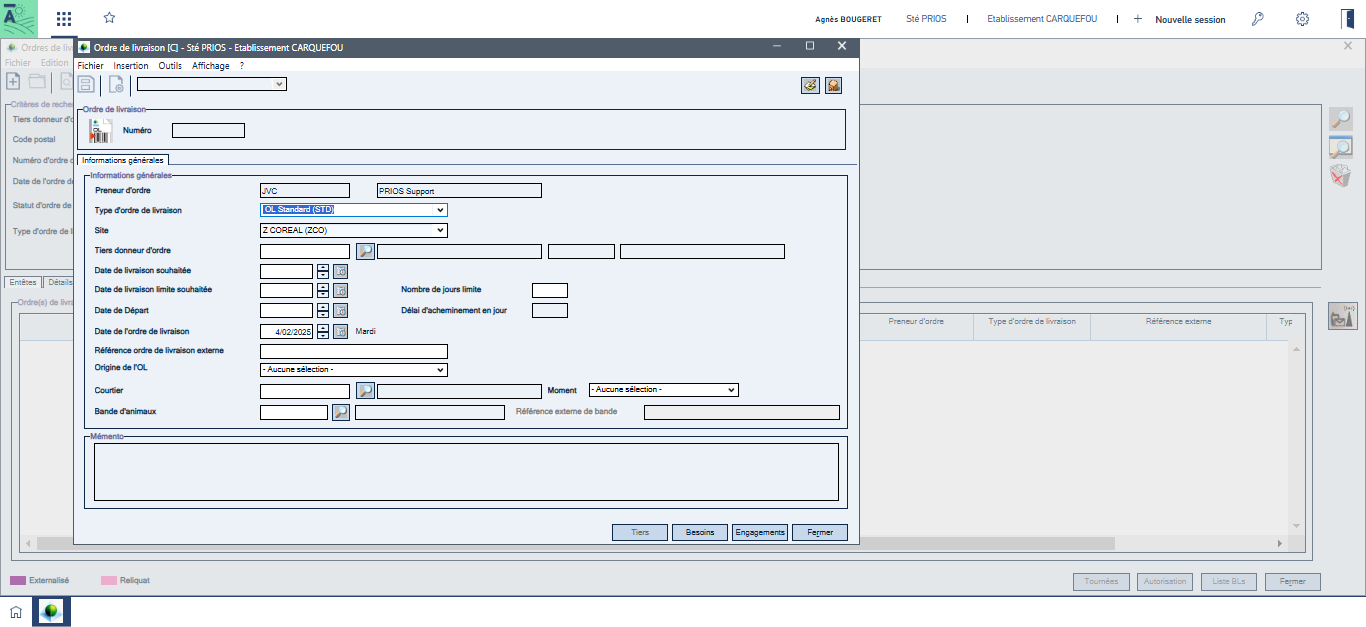 Agnès BOUGERET Sté PRIOS | Etablissement CARQUEFOU | + Nouvelle session
Ordres de liv
Ordre de livraison [C] - Sté PRIOS - Etablissement CARQUEFOU
Fichier Edition
Fichier Insertion Outils Affichage ?
Critères de reche
Ordre de livraison
Tiers donneur d'o
Numéro
Code postal
Numéro d'ordre d
Informations générales
Informations générales
Date de l'ordre de
Preneur d'ordre JVC PRIOS Support
Statut d'ordre de
Type d'ordre de livraison OL Standard (STD)
Type d'ordre de l
Site Z COREAL (ZCO)
Tiers donneur d'ordre
Date de livraison souhaitée
Entêtes Détails
Date de livraison limite souhaitée Nombre de jours limite
Ordre(s) de livra
Date de Départ Délai d'acheminement en jour
Preneur d'ordre Type d'ordre de livraison Référence externe Typ
Date de l'ordre de livraison 4/02/2025 Mardi
Référence ordre de livraison externe
Origine de l'OL - Aucune sélection -
Courtier Moment - Aucune sélection -
Bande d'animaux Référence externe de bande
Mémento
Tiers Besoins Engagements Fermer
Externalisé Reliquat
Tournées Autorisation Liste BLs Fermer